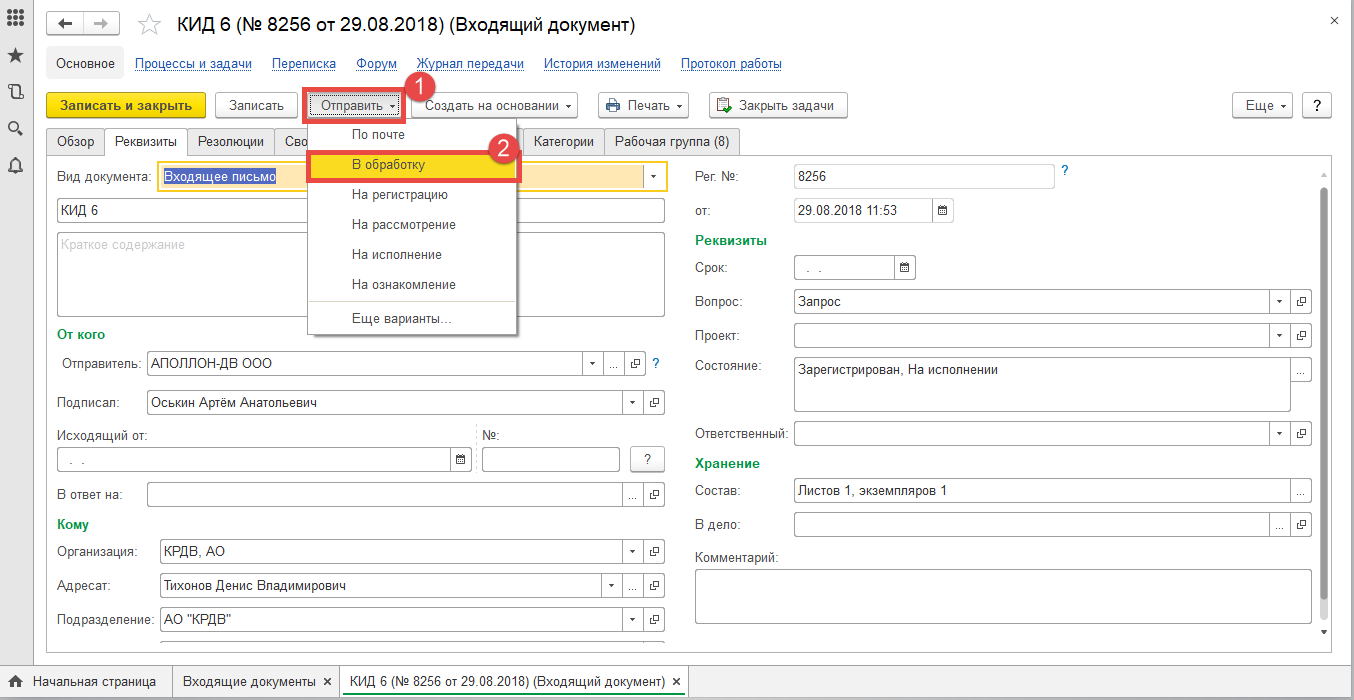 КИД 6 (№ 8256 от 29.08.2018) (Входящий документ)
Основное Процессы и задачи Переписка Форум Журнал передачи История изменений Протокол работы
1
Записать и закрыть Записать Отправить Создать на основании Печать Закрыть задачи Еще ?
По почте
2
Обзор Реквизиты Резолюции Сво Категории Рабочая группа (8)
В обработку
Вид документа: Входящее письмо
Рег. №: 8256 ?
На регистрацию
КИД 6
от: 29.08.2018 11:53
На рассмотрение
Краткое содержание
Реквизиты
На исполнение
Срок: . .
На ознакомление
Вопрос: Запрос
Еще варианты...
От кого
Проект:
Отправитель: АПОЛЛОН-ДВ ООО ... ?
Состояние: Зарегистрирован, На исполнении ...
Подписал: Оськин Артём Анатольевич
Исходящий от: №:
Ответственный:
. . ?
Хранение
В ответ на: ...
Состав: Листов 1, экземпляров 1 ...
Кому
В дело: ...
Организация: КРДВ, АО
Комментарий:
Адресат: Тихонов Денис Владимирович ...
Подразделение: АО "КРДВ"
Начальная страница Входящие документы × КИД 6 (№ 8256 от 29.08.2018) (Входящий документ) ×